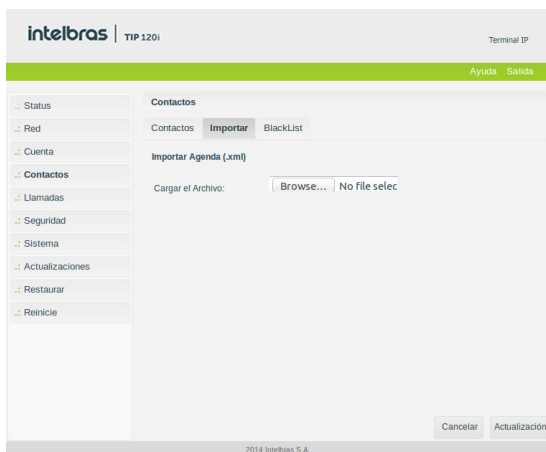 intelbras TIP 120i
Terminal IP
Ayuda Salida
.: Status
.: Red
.: Cuenta
.: Contactos
.: Llamadas
.: Seguridad
.: Sistema
.: Actualizaciones
.: Restaurar
.: Reinicie
Contactos
Contactos Importar BlackList
Importar Agenda (.xml)
Cargar el Archivo: Browse... No file selec
Cancelar Actualización
2014 Intelbras S.A.